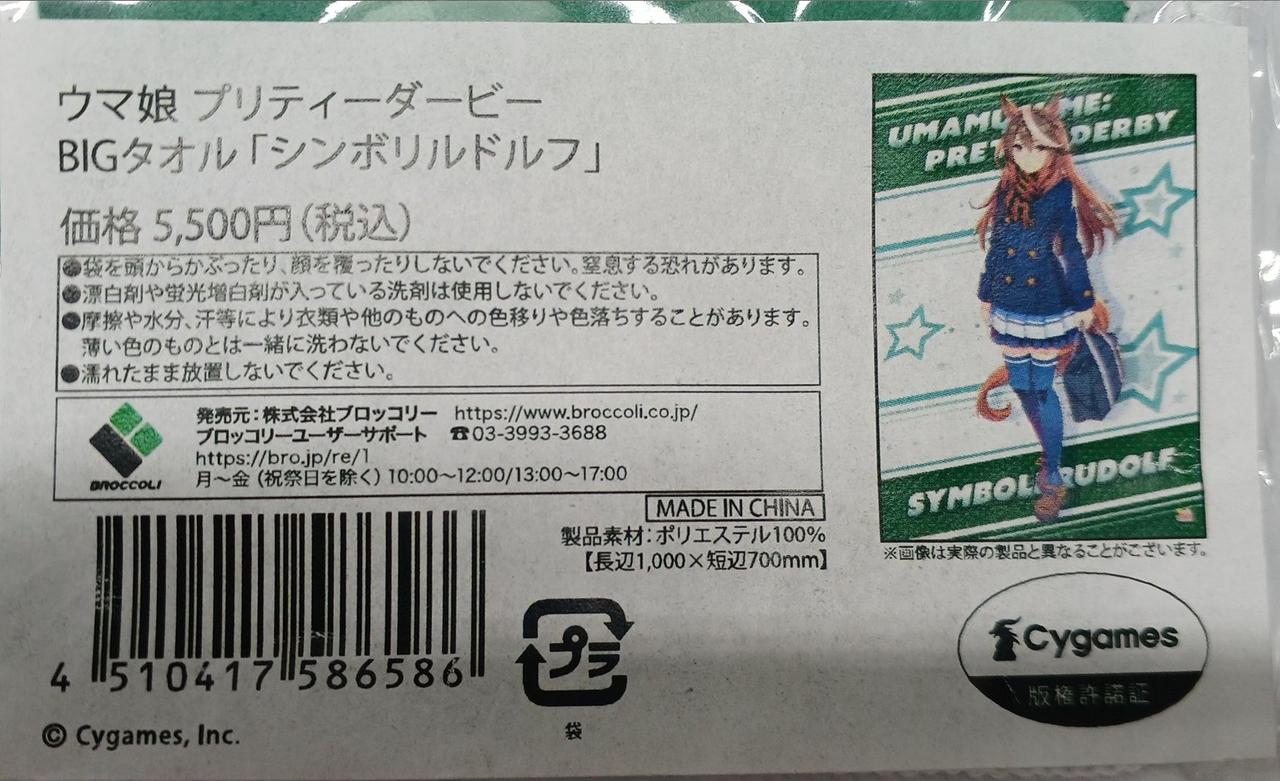 ウマ娘 プリティーダービー
BIGタオル「シンボリルドルフ」
価格 5,500円(税込)
●袋を頭からかぶったり、顔を覆ったりしないでください。窒息する恐れがあります。
●漂白剤や蛍光増白剤が入っている洗剤は使用しないでください。
●摩擦や水分、汗等により衣類や他のものへの色移りや色落ちすることがあります。
薄い色のものとは一緒に洗わないでください。
●濡れたまま放置しないでください。
BROCCOLI
発売元:株式会社ブロッコリー https://www.broccoli.co.jp/
ブロッコリーユーザーサポート ☎03-3993-3688
https://bro.jp/re/1
月~金 (祝祭日を除く) 10:00~12:00/13:00~17:00
MADE IN CHINA
製品素材:ポリエステル100%
【長辺1,000×短辺700mm】
4 510417 586586
プラ
袋
© Cygames, Inc.
UMAMU ME:
PRET DERBY
SYMBOLI RUDOLF
※画像は実際の製品と異なることがございます。
Cygames
版権許諾証